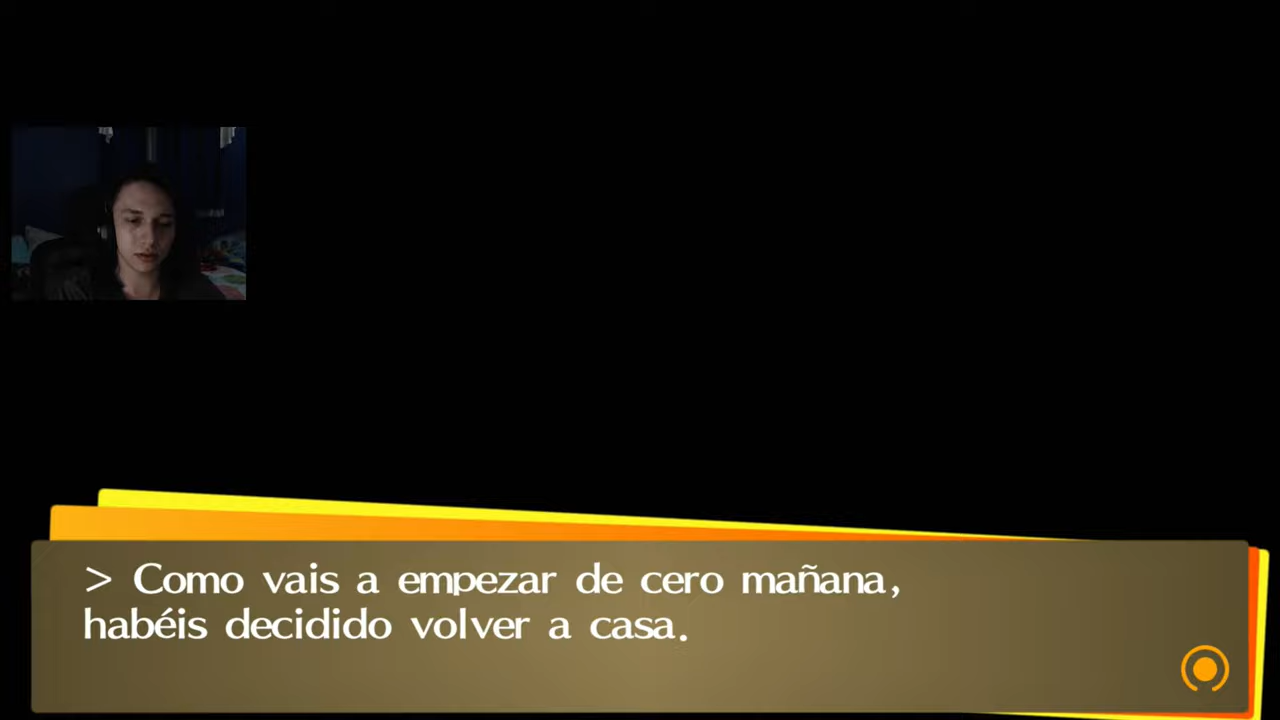 > Como vais a empezar de cero mañana,
habéis decidido volver a casa.